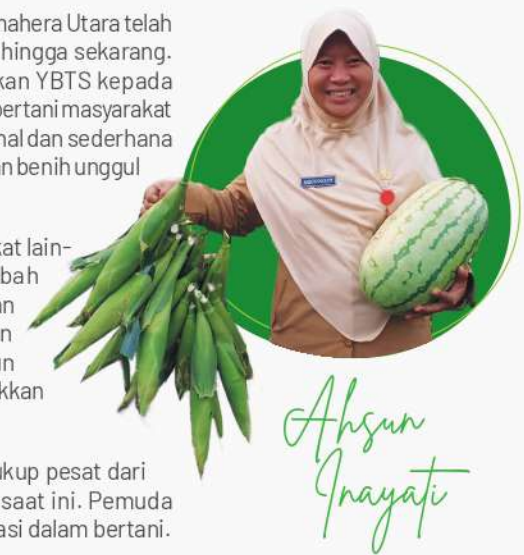 nahera Utara telah
hingga sekarang.
kan YBTS kepada
bertani masyarakat
nal dan sederhana
n benih unggul
kat lain-
bah
an
n
n
kkan
ukup pesat dari
saat ini. Pemuda
asi dalam bertani.
Ahsun
Inayati